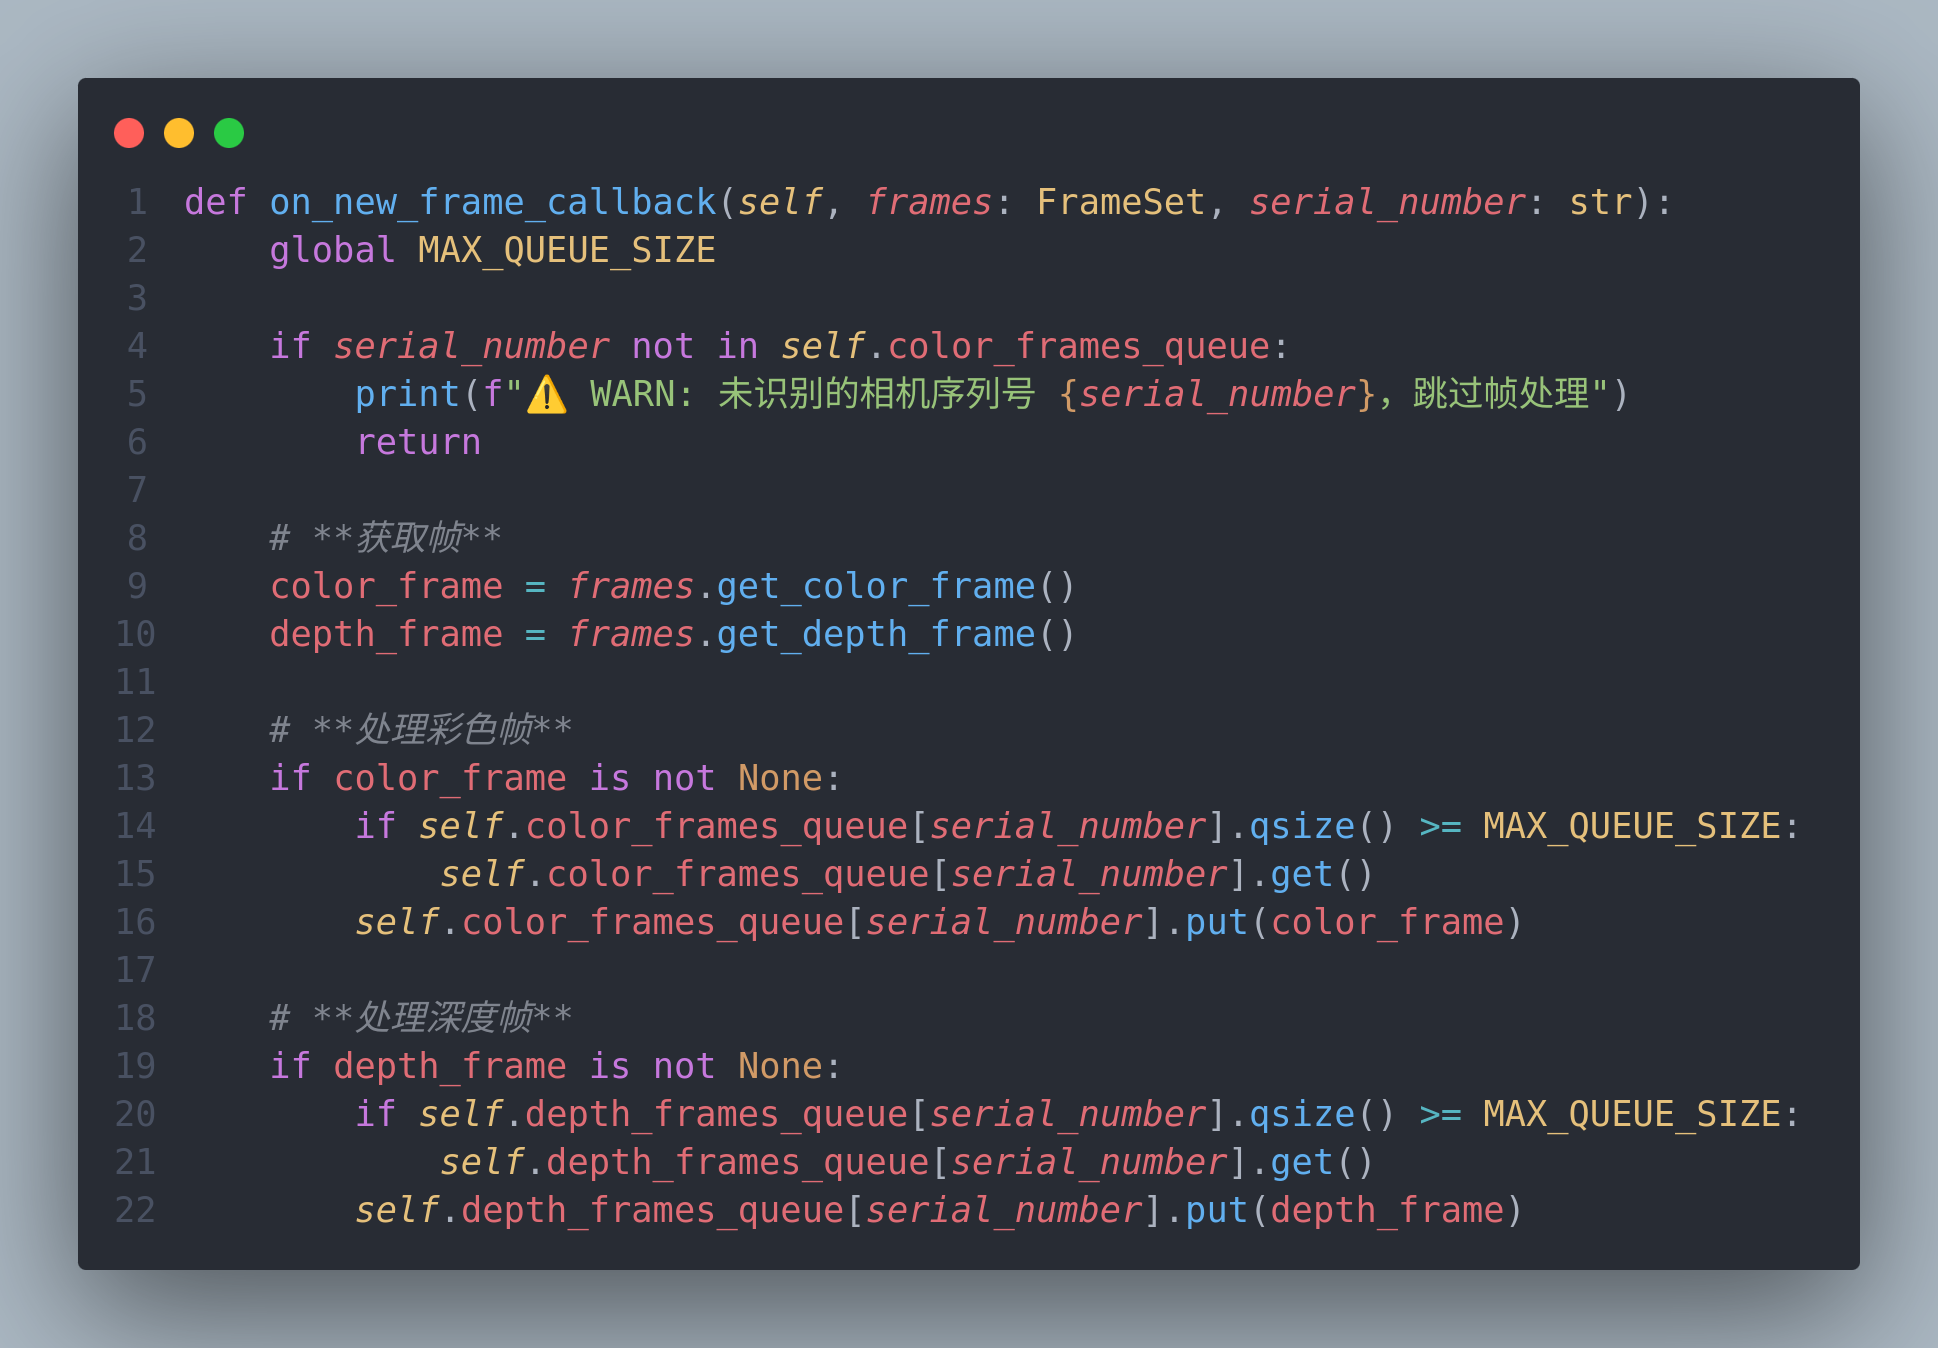 1 def on_new_frame_callback(self, frames: FrameSet, serial_number: str):
2     global MAX_QUEUE_SIZE
3
4     if serial_number not in self.color_frames_queue:
5         print(f"⚠️ WARN: 未识别的相机序列号 {serial_number}，跳过帧处理")
6         return
7
8     # **获取帧**
9     color_frame = frames.get_color_frame()
10     depth_frame = frames.get_depth_frame()
11
12     # **处理彩色帧**
13     if color_frame is not None:
14         if self.color_frames_queue[serial_number].qsize() >= MAX_QUEUE_SIZE:
15             self.color_frames_queue[serial_number].get()
16         self.color_frames_queue[serial_number].put(color_frame)
17
18     # **处理深度帧**
19     if depth_frame is not None:
20         if self.depth_frames_queue[serial_number].qsize() >= MAX_QUEUE_SIZE:
21             self.depth_frames_queue[serial_number].get()
22         self.depth_frames_queue[serial_number].put(depth_frame)